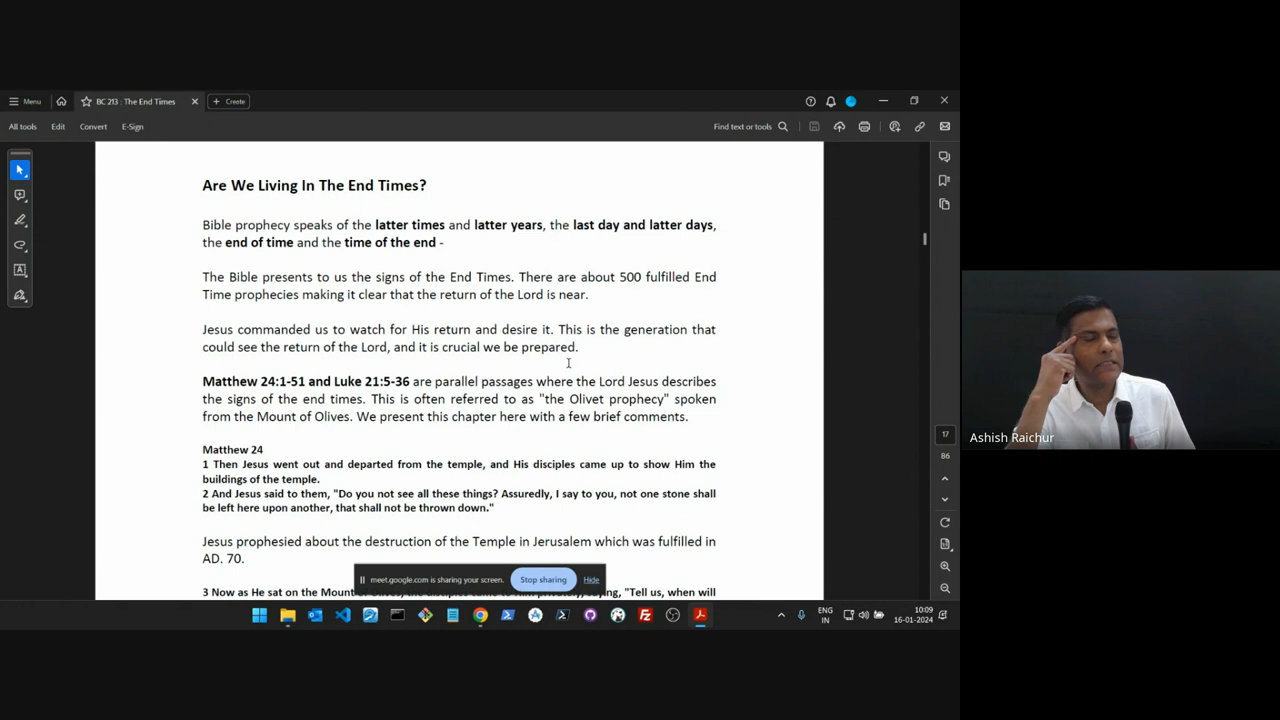 Menu
BC 213 : The End Times
Create
All tools
Edit
Convert
E-Sign
Find text or tools
Are We Living In The End Times?
Bible prophecy speaks of the latter times and latter years, the last day and latter days,
the end of time and the time of the end -
The Bible presents to us the signs of the End Times. There are about 500 fulfilled End
Time prophecies making it clear that the return of the Lord is near.
Jesus commanded us to watch for His return and desire it. This is the generation that
could see the return of the Lord, and it is crucial we be prepared.
Matthew 24:1-51 and Luke 21:5-36 are parallel passages where the Lord Jesus describes
the signs of the end times. This is often referred to as "the Olivet prophecy" spoken
from the Mount of Olives. We present this chapter here with a few brief comments.
Matthew 24
1 Then Jesus went out and departed from the temple, and His disciples came up to show Him the
buildings of the temple.
2 And Jesus said to them, "Do you not see all these things? Assuredly, I say to you, not one stone shall
be left here upon another, that shall not be thrown down."
Jesus prophesied about the destruction of the Temple in Jerusalem which was fulfilled in
AD. 70.
3 Now as He sat on the Mount "Tell us, when will
meet.google.com is sharing your screen.
Stop sharing
Hide
17
86
Ashish Raichur
ENG
IN
10:09
16-01-2024